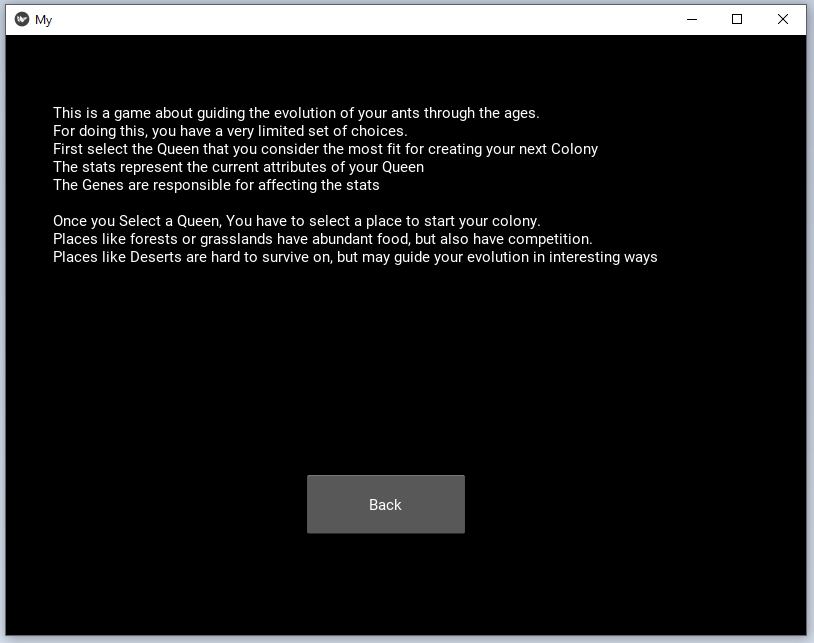 My
This is a game about guiding the evolution of your ants through the ages.
For doing this, you have a very limited set of choices.
First select the Queen that you consider the most fit for creating your next Colony
The stats represent the current attributes of your Queen
The Genes are responsible for affecting the stats
Once you Select a Queen, You have to select a place to start your colony.
Places like forests or grasslands have abundant food, but also have competition.
Places like Deserts are hard to survive on, but may guide your evolution in interesting ways
Back